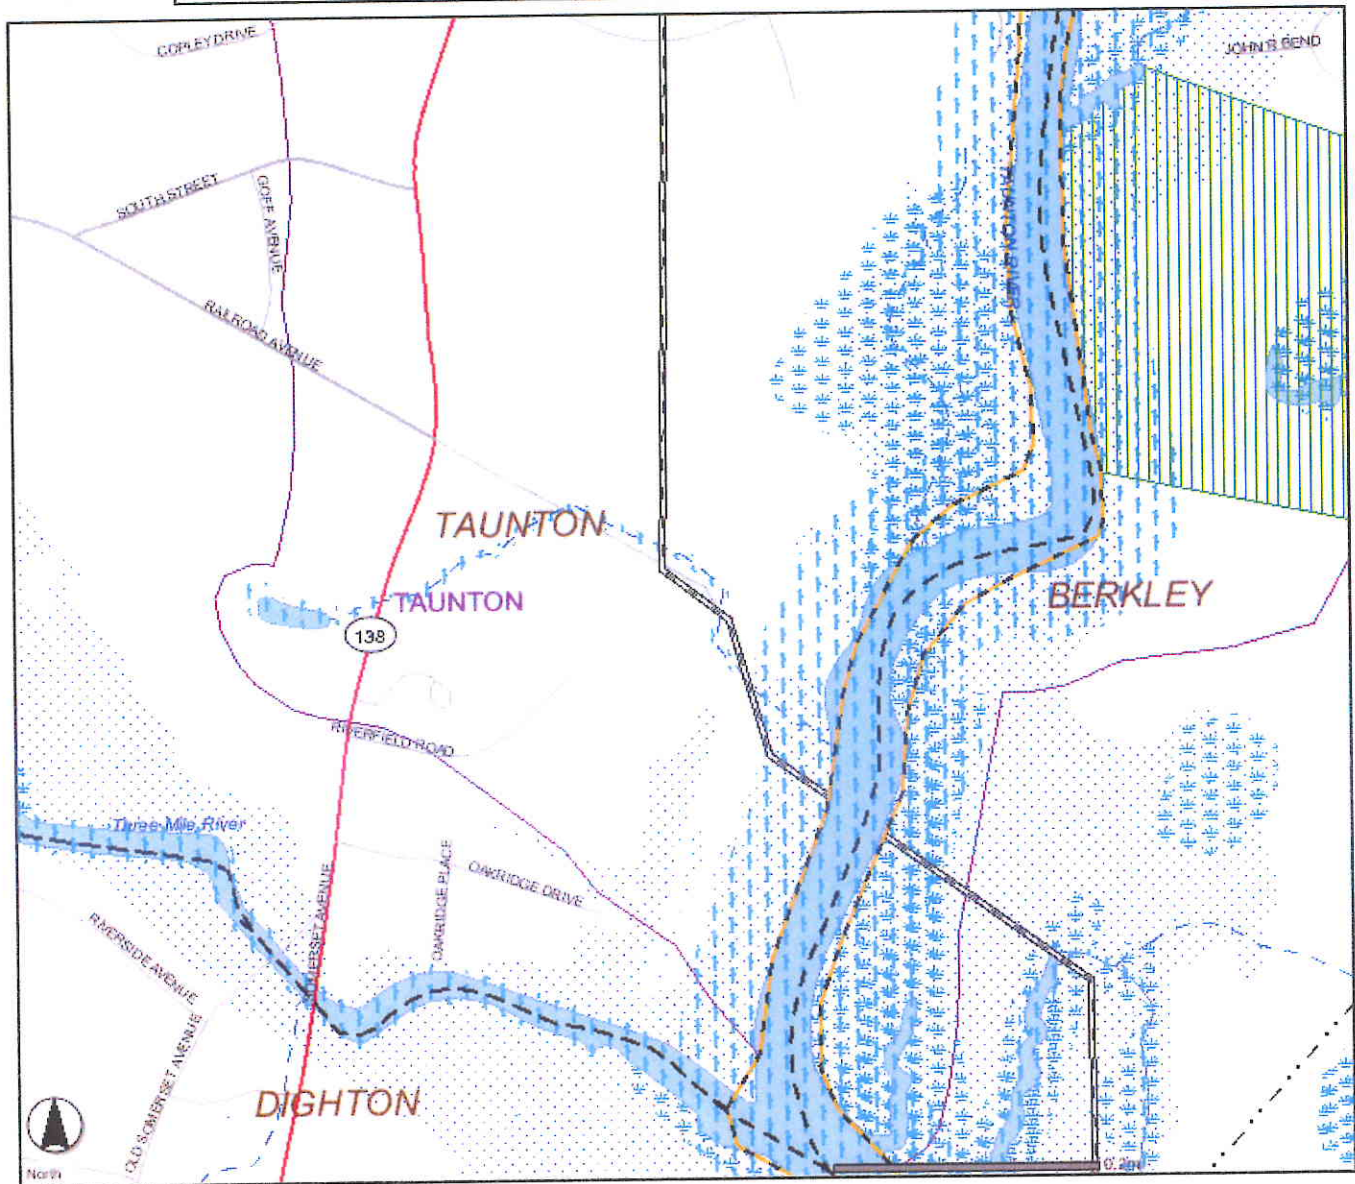 COPLEY DRIVE
JOHN R BEND
SOUTH STREET
GOFF AVENUE
TAUNTON RIVER
RAILROAD AVENUE
TAUNTON
TAUNTON
BERKLEY
138
RIVERFIELD ROAD
Three Mile River
OAKRIDGE PLACE
OAKRIDGE DRIVE
SOMERSET AVENUE
RIVERSIDE AVENUE
OLD SOMERSET AVENUE
DIGHTON
North